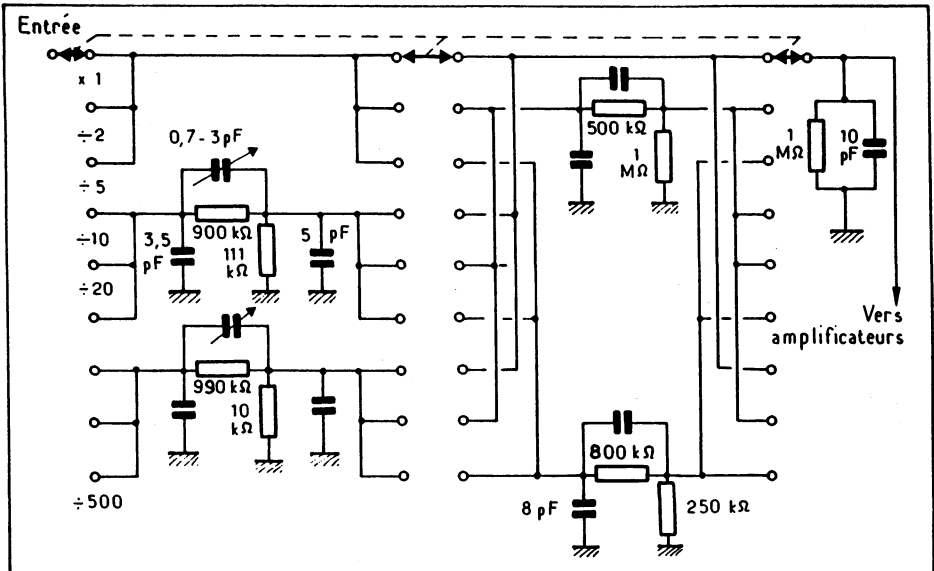 Entrée
x 1
÷2
÷5
÷10
÷20
÷500
0,7-3pF
900 kΩ
3,5
pF
111
kΩ
5 pF
990 kΩ
10
kΩ
500 kΩ
1
MΩ
800 kΩ
8 pF
250 kΩ
1
MΩ
10
pF
Vers
amplificateurs